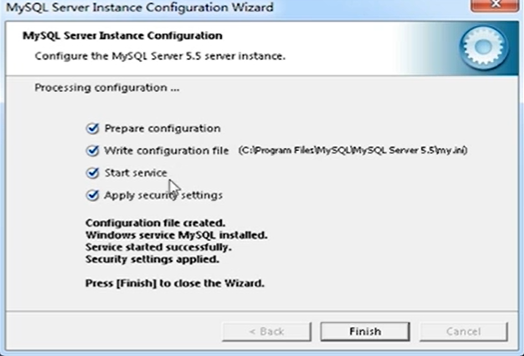 MySQL Server Instance Configuration Wizard
MySQL Server Instance Configuration
Configure the MySQL Server 5.5 server instance.
Processing configuration ...
Prepare configuration
Write configuration file (C:\Program Files\MySQL\MySQL Server 5.5\my.ini)
Start service
Apply security settings
Configuration file created.
Windows service MySQL installed.
Service started successfully.
Security settings applied.
Press [Finish] to close the Wizard.
< Back Finish Cancel